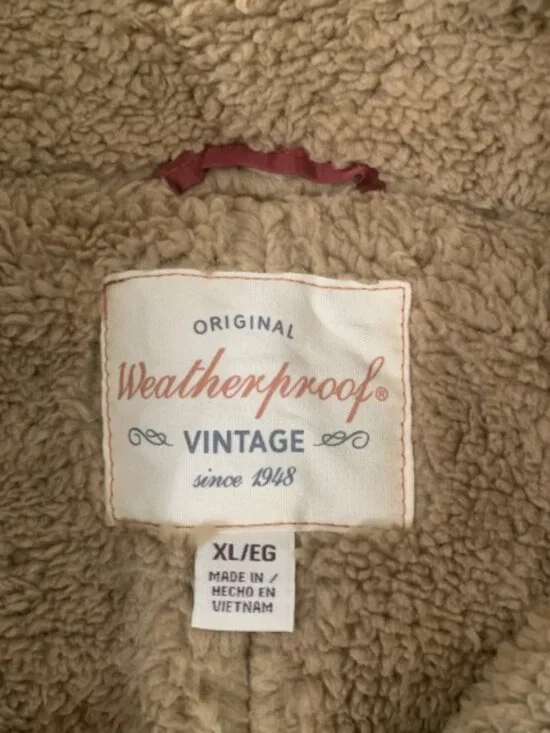 ORIGINAL
Weatherproof®
VINTAGE
since 1948
XL/EG
MADE IN /
HECHO EN
VIETNAM